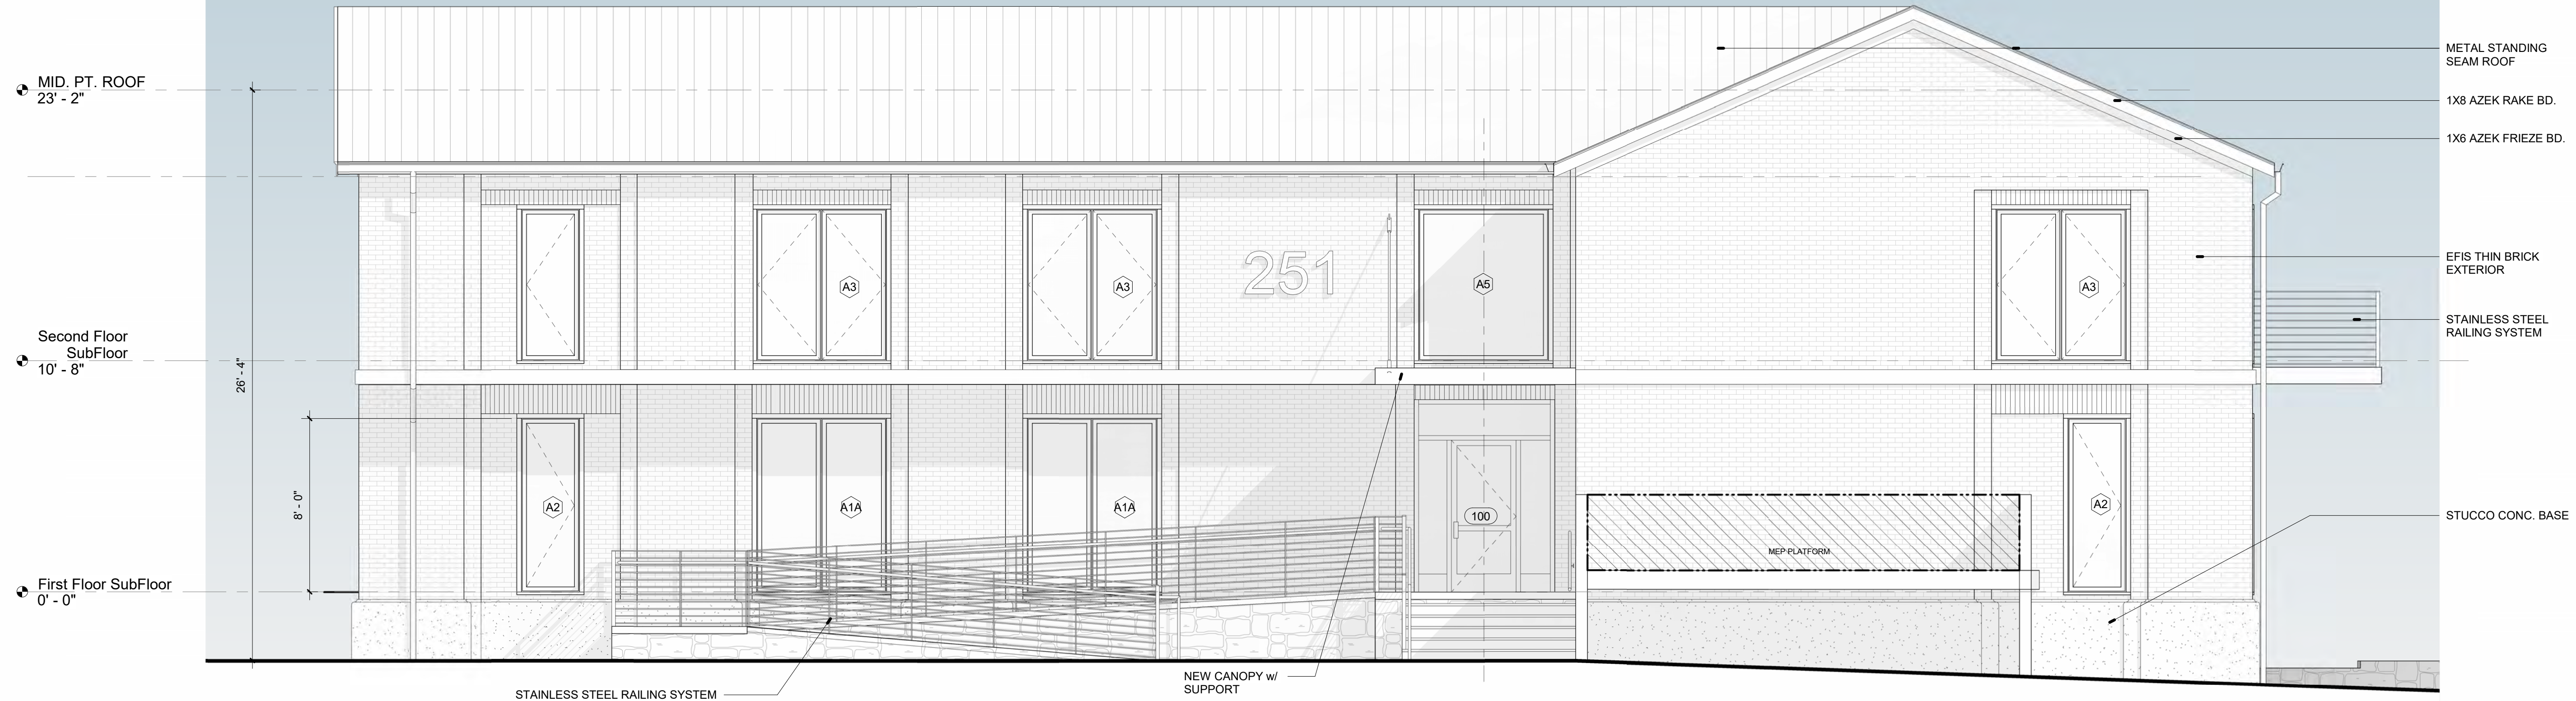 MID. PT. ROOF
23' - 2"
Second Floor
SubFloor
10' - 8"
First Floor SubFloor
0' - 0"
26' - 4"
8' - 0"
A3
A3
251
A5
A3
A2
A1A
A1A
100
MEP PLATFORM
A2
STAINLESS STEEL RAILING SYSTEM
NEW CANOPY w/
SUPPORT
METAL STANDING
SEAM ROOF
1X8 AZEK RAKE BD.
1X6 AZEK FRIEZE BD.
EFIS THIN BRICK
EXTERIOR
STAINLESS STEEL
RAILING SYSTEM
STUCCO CONC. BASE